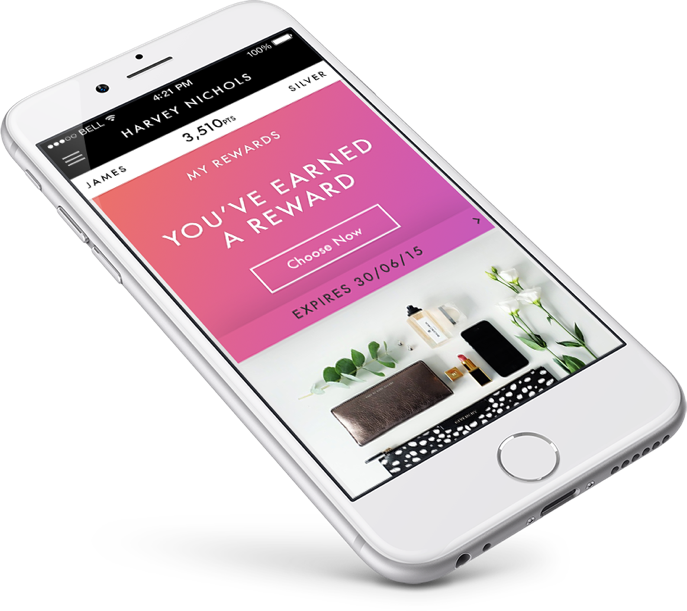 BELL 4:21 PM 100%
HARVEY NICHOLS
JAMES 3,510PTS SILVER
MY REWARDS
YOU'VE EARNED
A REWARD
Choose Now
EXPIRES 30/06/15